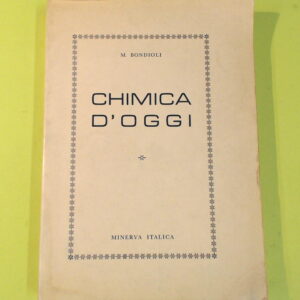 M. BONDIOLI
CHIMICA
D'OGGI
MINERVA ITALICA